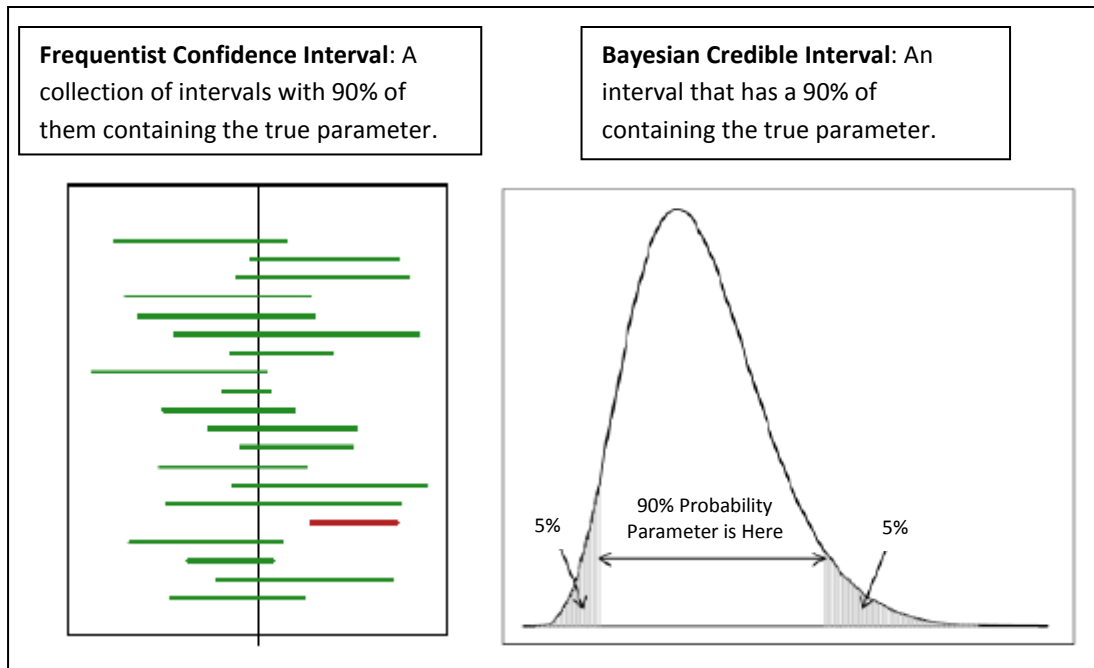 Frequentist Confidence Interval: A
collection of intervals with 90% of
them containing the true parameter.
Bayesian Credible Interval: An
interval that has a 90% of
containing the true parameter.
5%
90% Probability
Parameter is Here
5%